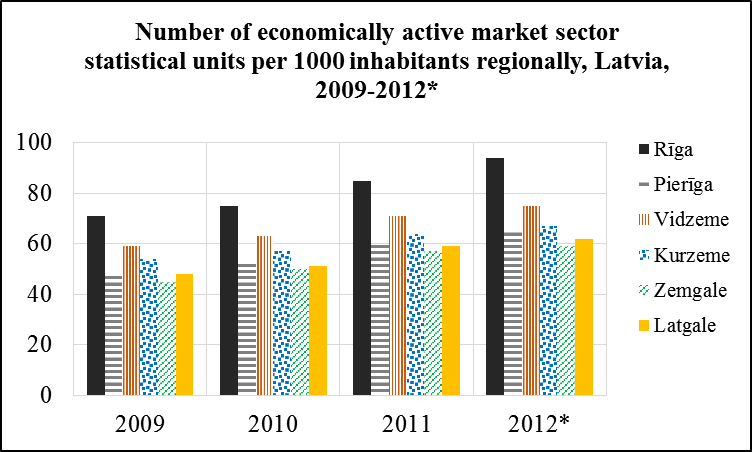 Number of economically active market sector
statistical units per 1000 inhabitants regionally, Latvia,
2009-2012*
100
80
60
40
20
0
2009 2010 2011 2012*
Rīga
Pierīga
Vidzeme
Kurzeme
Zemgale
Latgale